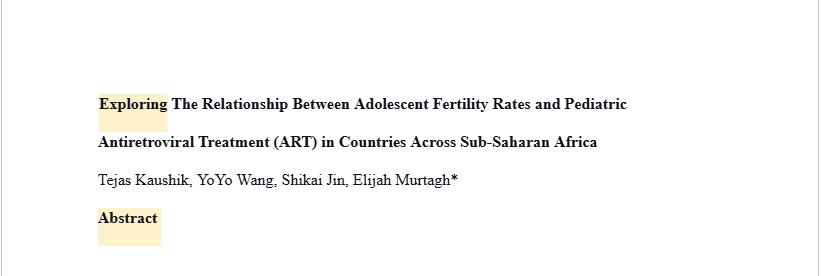 Exploring The Relationship Between Adolescent Fertility Rates and Pediatric
Antiretroviral Treatment (ART) in Countries Across Sub-Saharan Africa
Tejas Kaushik, YoYo Wang, Shikai Jin, Elijah Murtagh*
Abstract